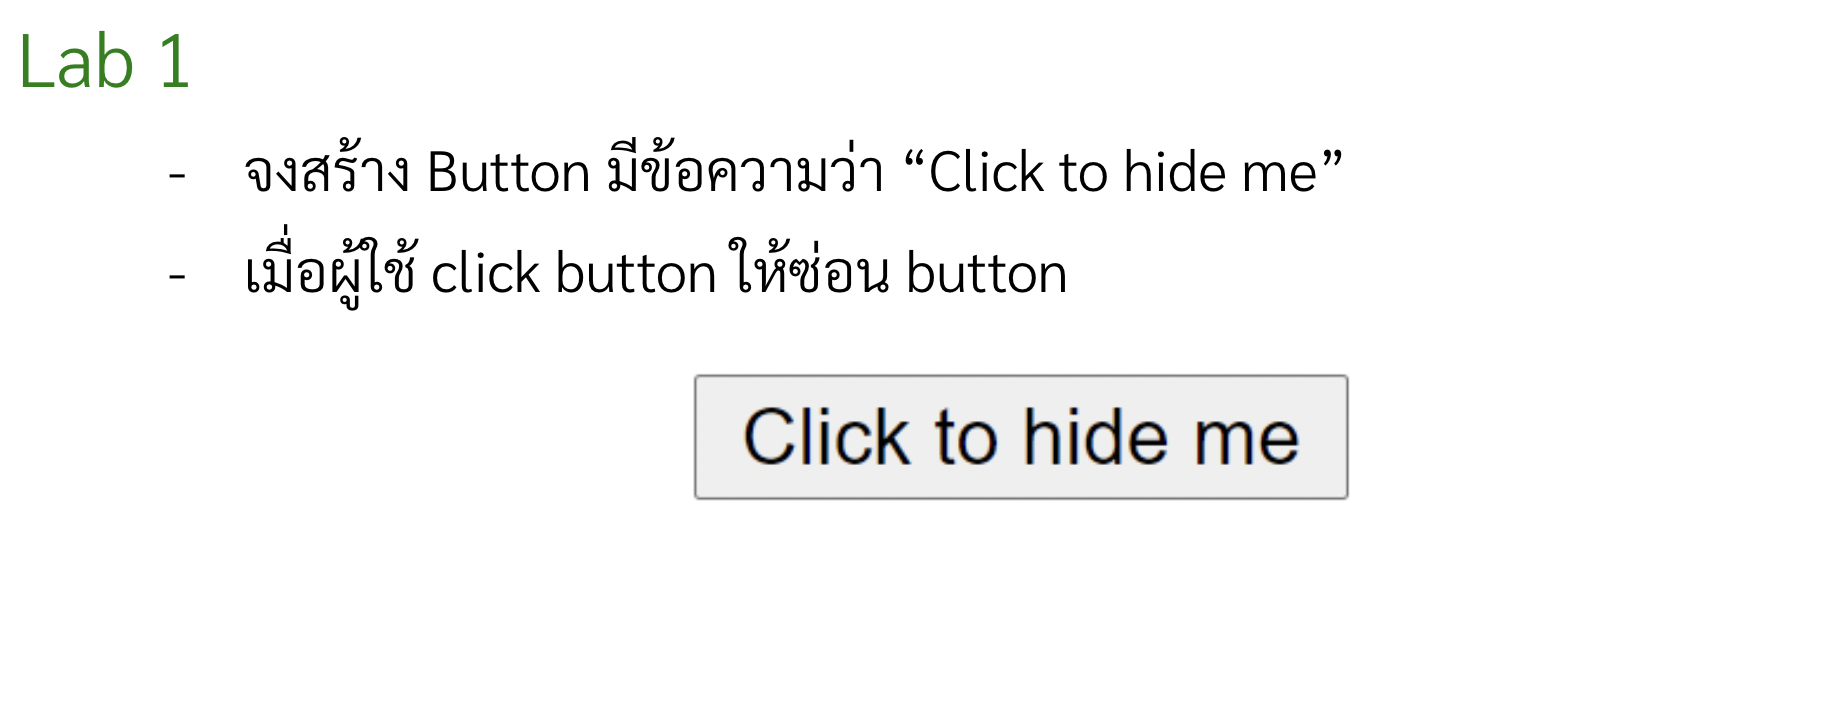 Lab 1
- จงสร้าง Button มีข้อความว่า “Click to hide me”
- เมื่อผู้ใช้ click button ให้ซ่อน button
Click to hide me